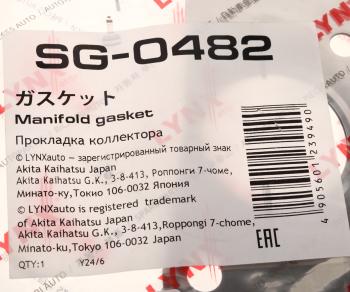 SG-0482
ガスケット
Manifold gasket
Прокладка коллектора
© LYNXauto – зарегистрированный товарный знак
Akita Kaihatsu Japan
Akita Kaihatsu G.K., 3-8-413, Роппонги 7-чоме,
Минато-ку, Токио 106-0032 Япония
© LYNXauto is registered trademark
of Akita Kaihatsu Japan
Akita Kaihatsu G.K., 3-8-413,Roppongi 7-chome,
Minato-ku,Tokyo 106-0032 Japan
QTY:1 Y24/6
4905601239490
EAC
LYNX